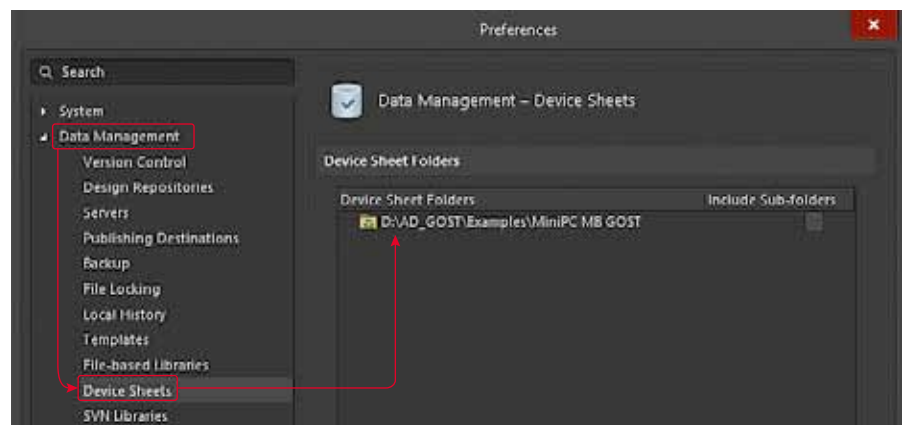 Preferences
Search
System
Data Management
Version Control
Design Repositories
Servers
Publishing Destinations
Backup
File Locking
Local History
Templates
File-based Libraries
Device Sheets
SVN Libraries
Data Management – Device Sheets
Device Sheet Folders
Device Sheet Folders Include Sub-folders
D:\AD_GOST\Examples\MiniPC MB GOST